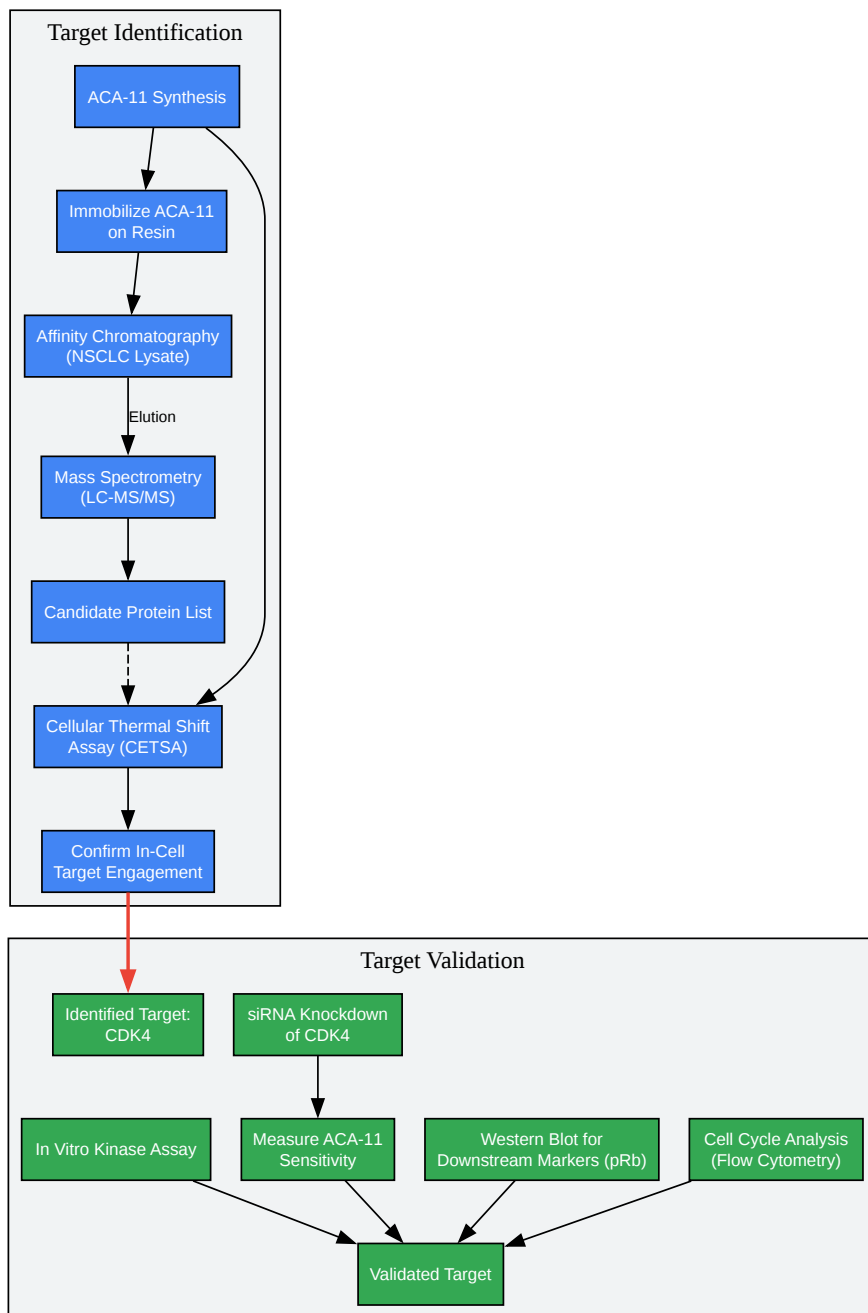 Target Identification
ACA-11 Synthesis
Immobilize ACA-11
on Resin
Affinity Chromatography
(NSCLC Lysate)
Elution
Mass Spectrometry
(LC-MS/MS)
Candidate Protein List
Cellular Thermal Shift
Assay (CETSA)
Confirm In-Cell
Target Engagement
Target Validation
Identified Target:
CDK4
siRNA Knockdown
of CDK4
In Vitro Kinase Assay
Measure ACA-11
Sensitivity
Western Blot for
Downstream Markers (pRb)
Cell Cycle Analysis
(Flow Cytometry)
Validated Target